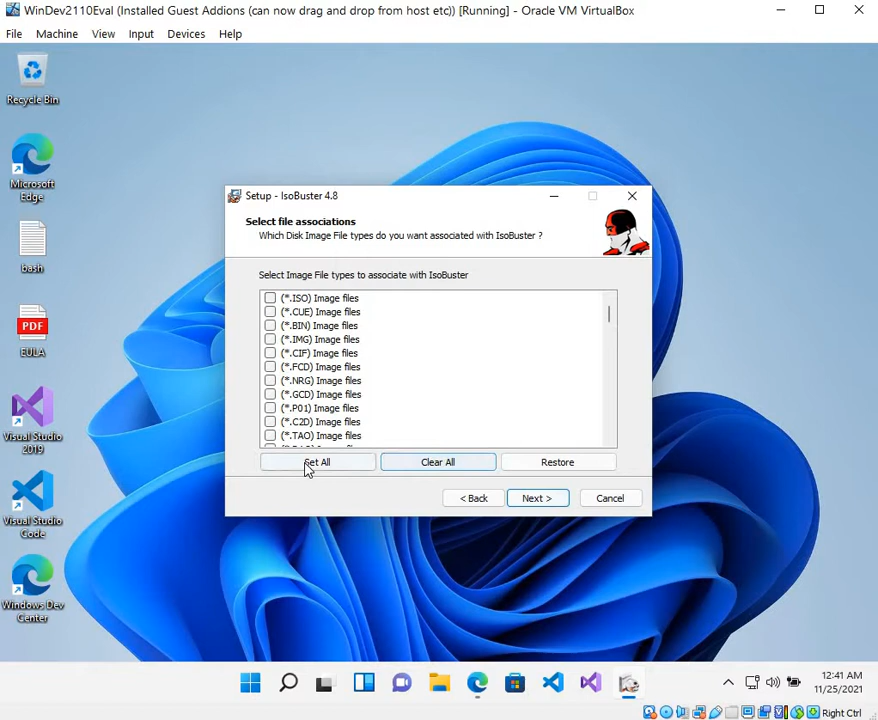 WinDev2110Eval (Installed Guest Addions (can now drag and drop from host etc)) [Running] - Oracle VM VirtualBox
File Machine View Input Devices Help
Recycle Bin
Microsoft
Edge
bash
PDF
EULA
Visual Studio
2019
Visual Studio
Code
Windows Dev
Center
Setup - IsoBuster 4.8
Select file associations
Which Disk Image File types do you want associated with IsoBuster ?
Select Image File types to associate with IsoBuster
(*.ISO) Image files
(*.CUE) Image files
(*.BIN) Image files
(*.IMG) Image files
(*.CIF) Image files
(*.FCD) Image files
(*.NRG) Image files
(*.GCD) Image files
(*.P01) Image files
(*.C2D) Image files
(*.TAO) Image files
Set All Clear All Restore
< Back Next > Cancel
12:41 AM
11/25/2021
Right Ctrl